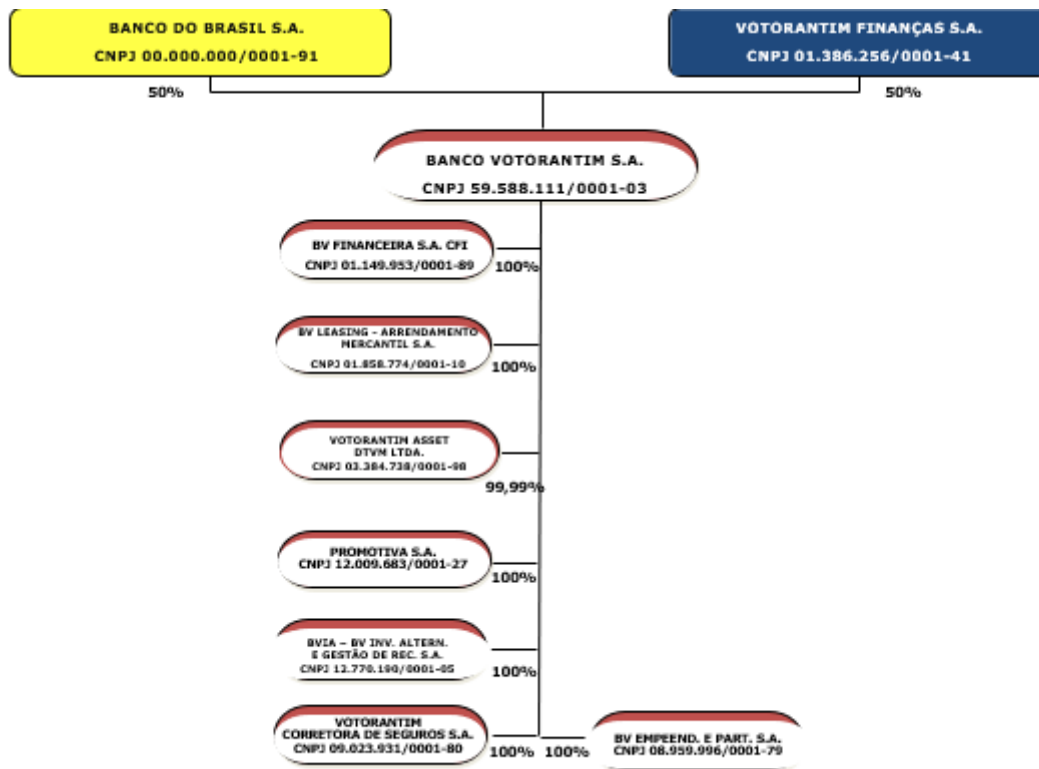 BANCO DO BRASIL S.A.
CNPJ 00.000.000/0001-91
VOTORANTIM FINANÇAS S.A.
CNPJ 01.386.256/0001-41
50%
50%
BANCO VOTORANTIM S.A.
CNPJ 59.588.111/0001-03
BV FINANCEIRA S.A. CFI
CNPJ 01.149.953/0001-89
100%
BV LEASING - ARRENDAMENTO
MERCANTIL S.A.
CNPJ 01.858.774/0001-10
100%
VOTORANTIM ASSET
DTVM LTDA.
CNPJ 03.384.738/0001-98
99,99%
PROMOTIVA S.A.
CNPJ 12.009.683/0001-27
100%
BVIA – BV INV. ALTERN.
E GESTÃO DE REC. S.A.
CNPJ 12.770.190/0001-05
100%
VOTORANTIM
CORRETORA DE SEGUROS S.A.
CNPJ 09.023.931/0001-80
100%
100%
BV EMPEEND. E PART. S.A.
CNPJ 08.959.996/0001-79